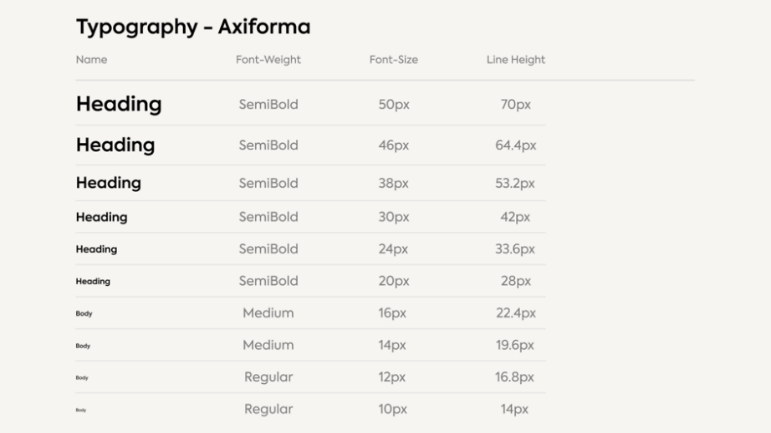 Typography - Axiforma
Name Font-Weight Font-Size Line Height
Heading SemiBold 50px 70px
Heading SemiBold 46px 64.4px
Heading SemiBold 38px 53.2px
Heading SemiBold 30px 42px
Heading SemiBold 24px 33.6px
Heading SemiBold 20px 28px
Body Medium 16px 22.4px
Body Medium 14px 19.6px
Body Regular 12px 16.8px
Body Regular 10px 14px